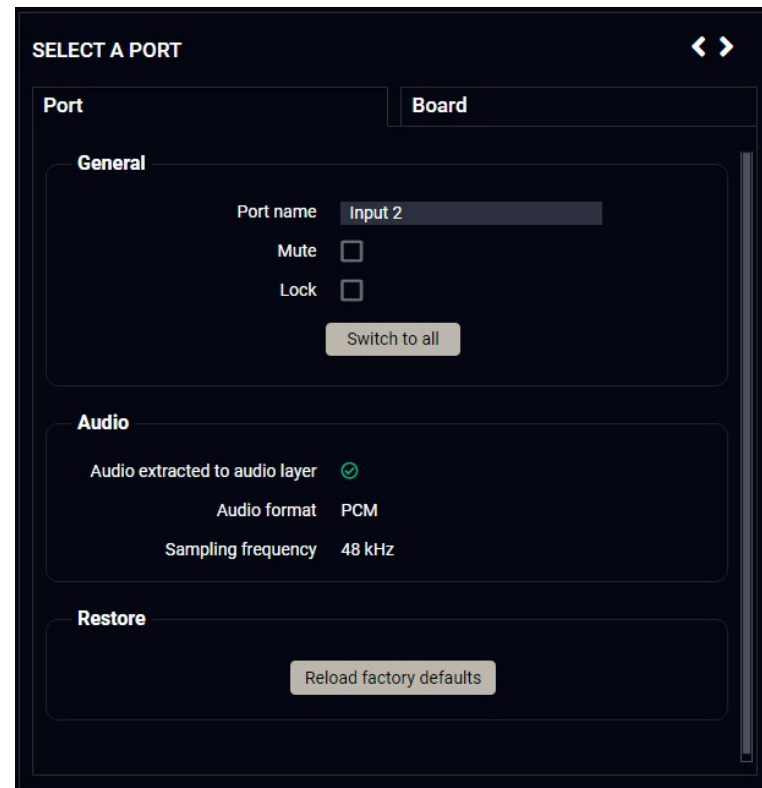 SELECT A PORT
Port
Board
General
Port name Input 2
Mute
Lock
Switch to all
Audio
Audio extracted to audio layer
Audio format PCM
Sampling frequency 48 kHz
Restore
Reload factory defaults